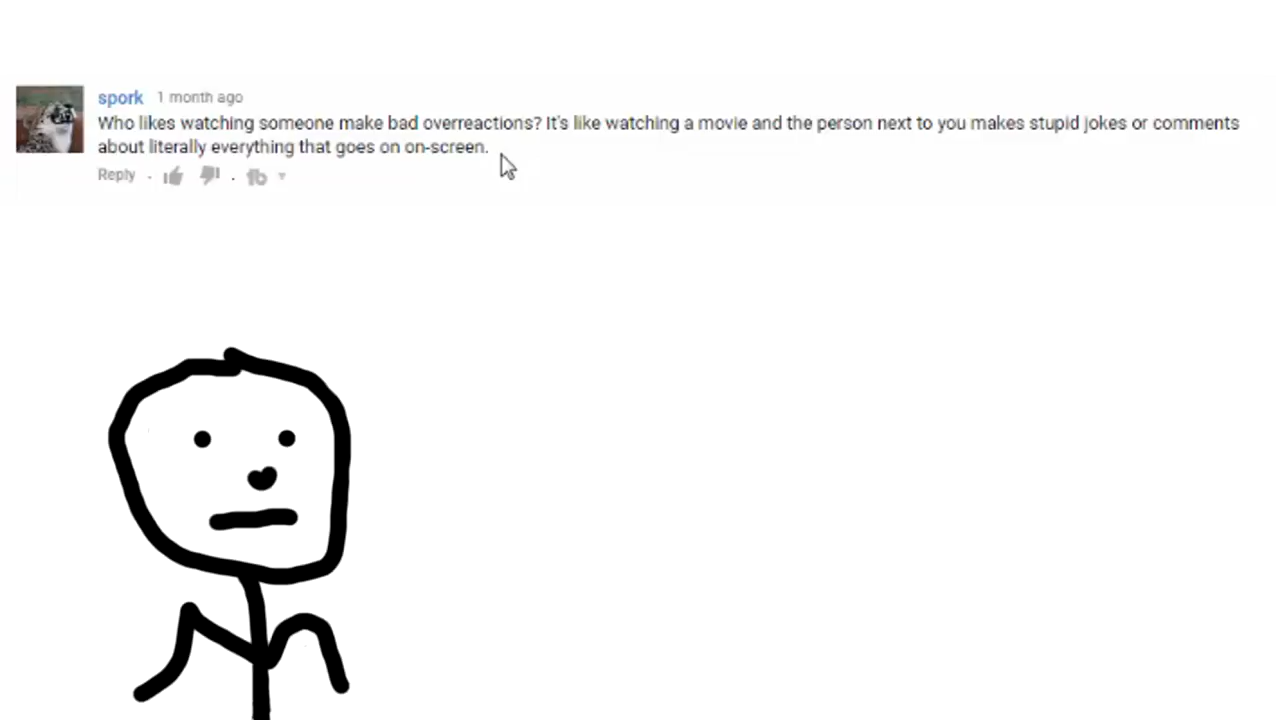 spork 1 month ago
Who likes watching someone make bad overreactions? It's like watching a movie and the person next to you makes stupid jokes or comments
about literally everything that goes on on-screen.
Reply